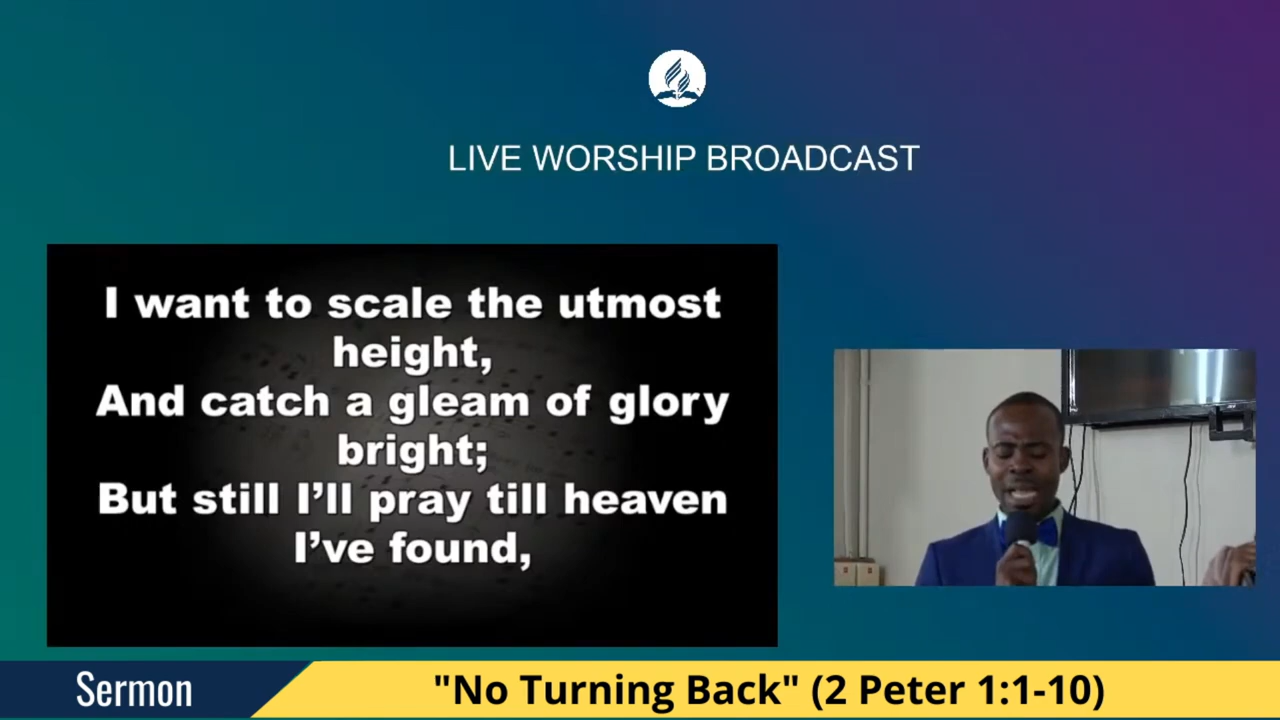 LIVE WORSHIP BROADCAST
I want to scale the utmost
height,
And catch a gleam of glory
bright;
But still I’ll pray till heaven
I’ve found,
Sermon
"No Turning Back" (2 Peter 1:1-10)